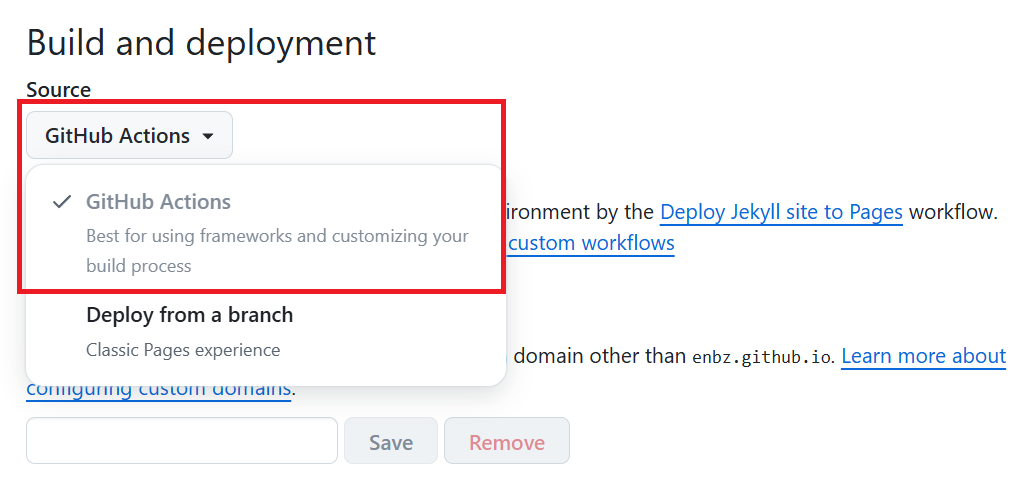 Build and deployment
Source
GitHub Actions
GitHub Actions
Best for using frameworks and customizing your
build process
ironment by the Deploy Jekyll site to Pages workflow.
custom workflows
Deploy from a branch
Classic Pages experience
domain other than enbz.github.io. Learn more about
configuring custom domains.
Save Remove